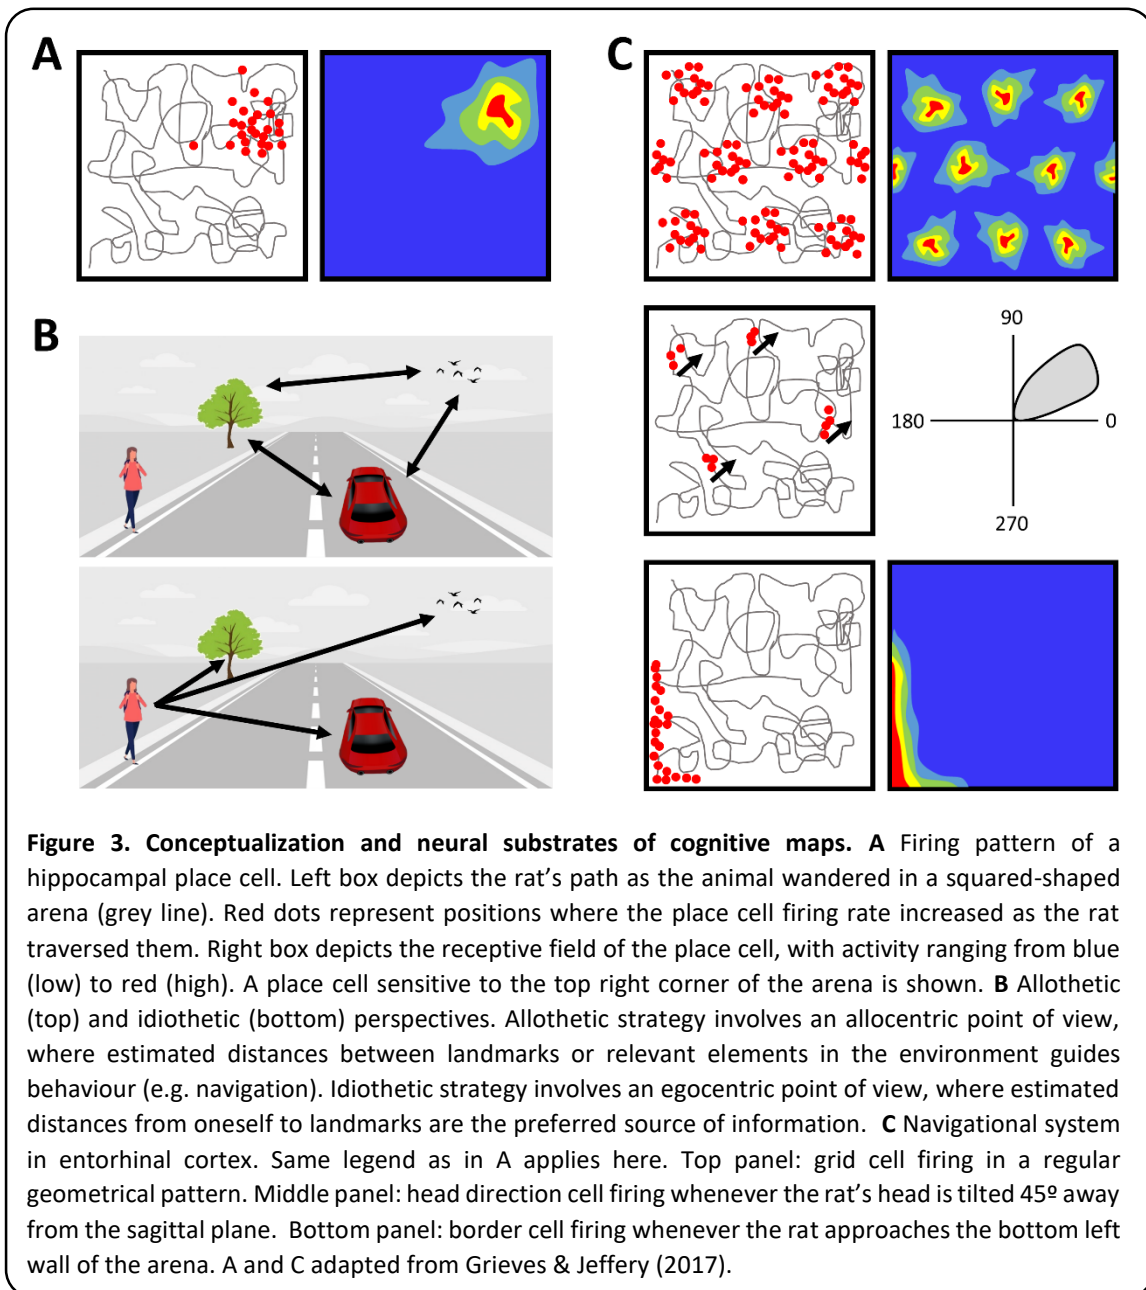 A
C
B
90
180
0
270
Figure 3. Conceptualization and neural substrates of cognitive maps. A Firing pattern of a
hippocampal place cell. Left box depicts the rat's path as the animal wandered in a squared-shaped
arena (grey line). Red dots represent positions where the place cell firing rate increased as the rat
traversed them. Right box depicts the receptive field of the place cell, with activity ranging from blue
(low) to red (high). A place cell sensitive to the top right corner of the arena is shown. B Allothetic
(top) and idiothetic (bottom) perspectives. Allothetic strategy involves an allocentric point of view,
where estimated distances between landmarks or relevant elements in the environment guides
behaviour (e.g. navigation). Idiothetic strategy involves an egocentric point of view, where estimated
distances from oneself to landmarks are the preferred source of information. C Navigational system
in entorhinal cortex. Same legend as in A applies here. Top panel: grid cell firing in a regular
geometrical pattern. Middle panel: head direction cell firing whenever the rat's head is tilted 45º away
from the sagittal plane. Bottom panel: border cell firing whenever the rat approaches the bottom left
wall of the arena. A and C adapted from Grieves & Jeffery (2017).